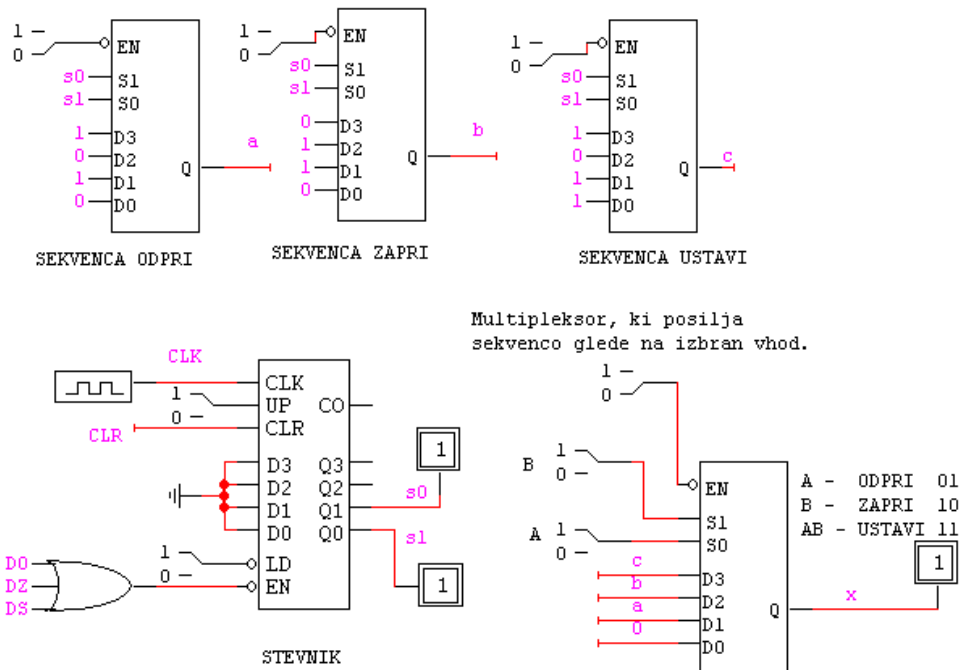 1
0
EN
s0
S1
s1
S0
1
D3
0
D2
1
D1
0
D0
Q
a
SEKVENCA ODPRI
1
0
EN
s0
S1
s1
S0
0
D3
1
D2
1
D1
0
D0
Q
b
SEKVENCA ZAPRI
1
0
EN
s0
S1
s1
S0
1
D3
0
D2
1
D1
1
D0
Q
c
SEKVENCA USTAVI
CLK
CLK
1
0
UP
CO
CLR
CLR
D3
Q3
D2
Q2
D1
Q1
D0
Q0
s0
1
s1
1
1
0
LD
EN
DO
DZ
DS
STEVNIK
Multipleksor, ki posilja
sekvenco glede na izbran vhod.
1
0
EN
B
1
0
S1
A
1
0
S0
c
D3
b
D2
a
D1
0
D0
Q
x
1
A - ODPRI 01
B - ZAPRI 10
AB - USTAVI 11